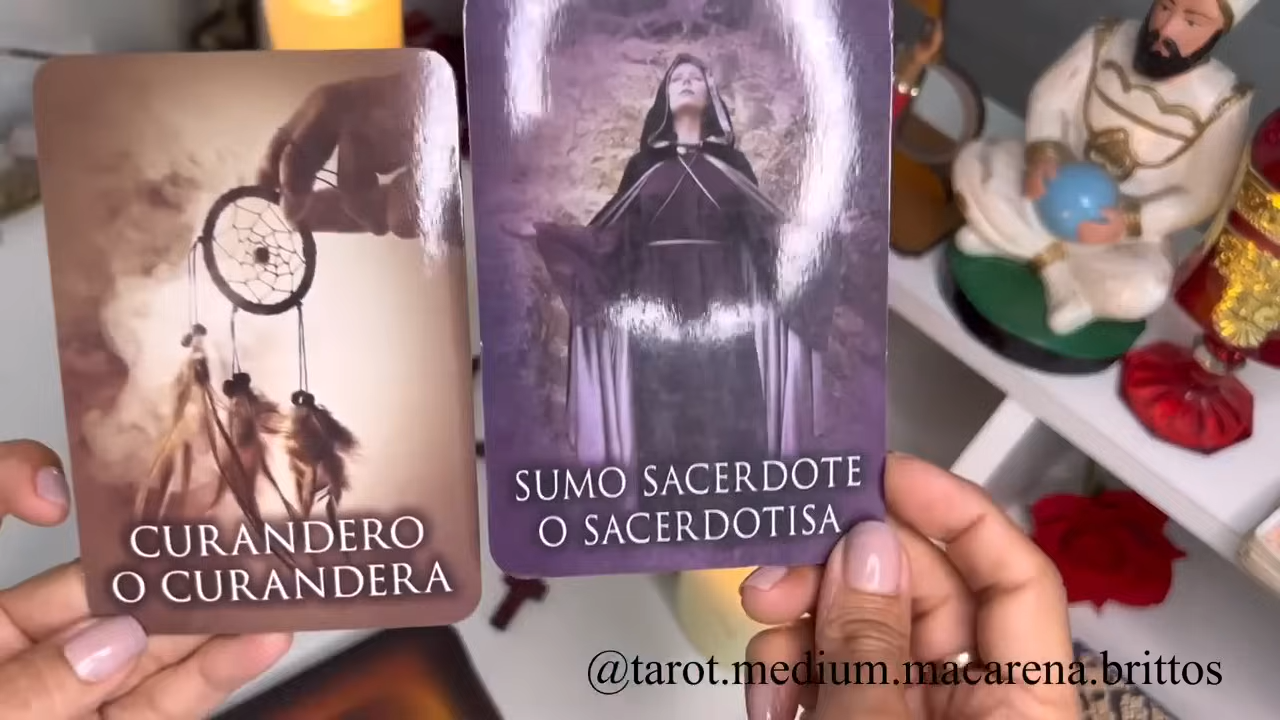 CURANDERO
O CURANDERA
SUMO SACERDOTE
O SACERDOTISA
@tarot.medium.macarena.brittos